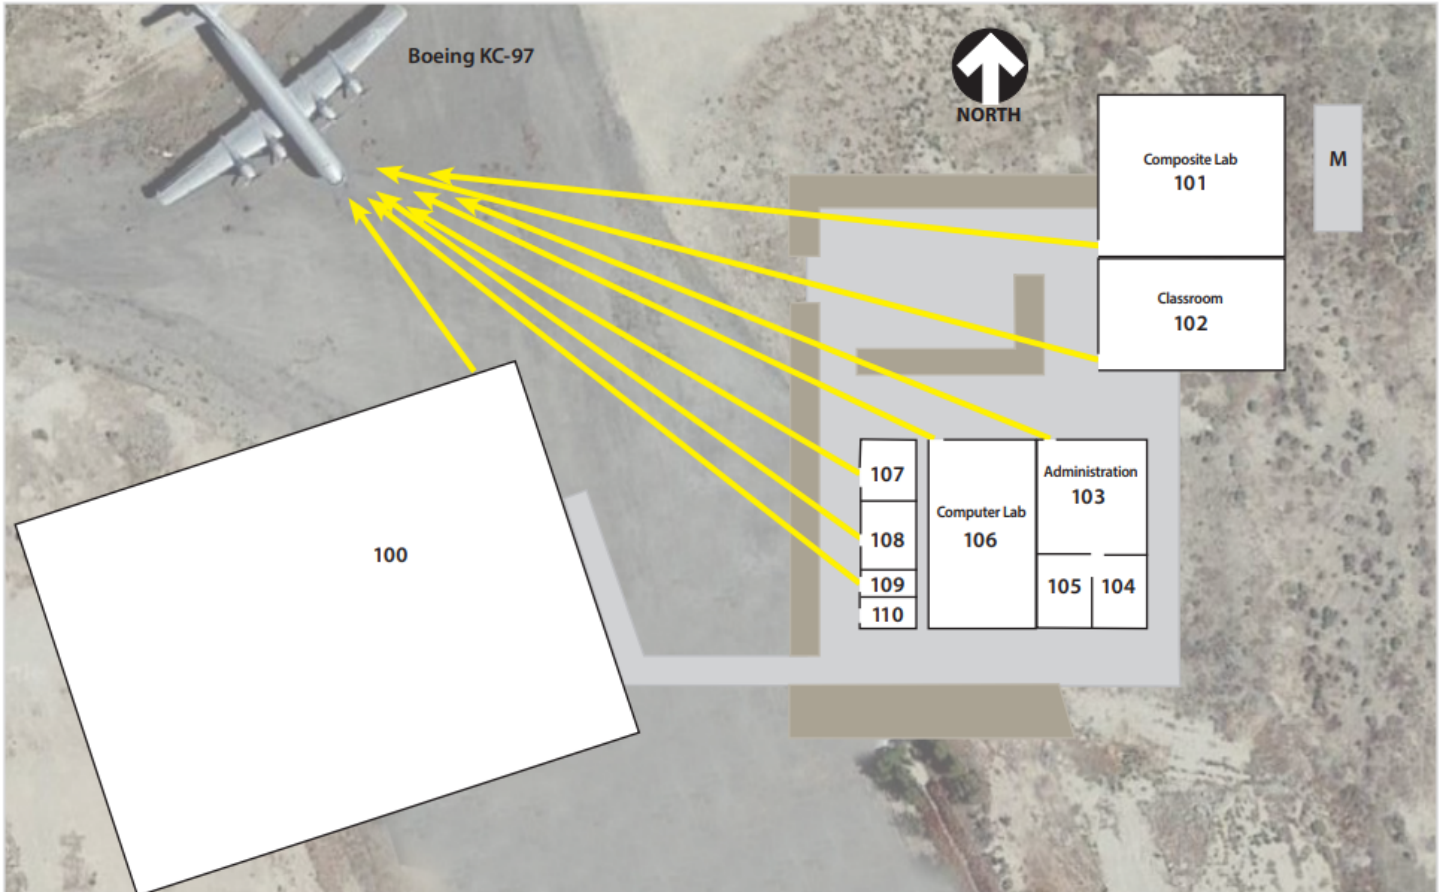 Boeing KC-97
NORTH
Composite Lab
101
M
Classroom
102
107
Administration
103
Computer Lab
106
108
100
109
105
104
110